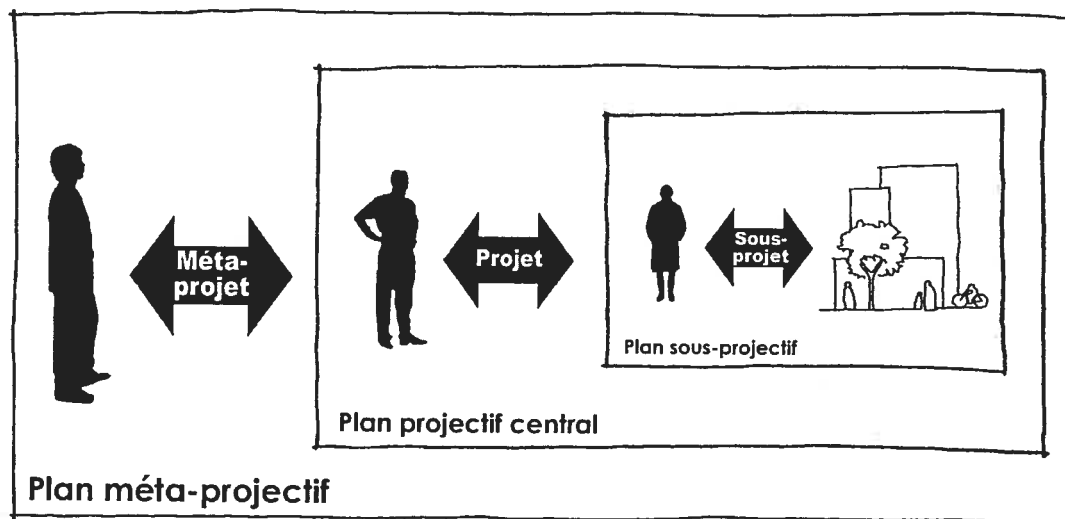 Méta-
projet
Projet
Sous-
projet
Plan sous-projectif
Plan projectif central
Plan méta-projectif